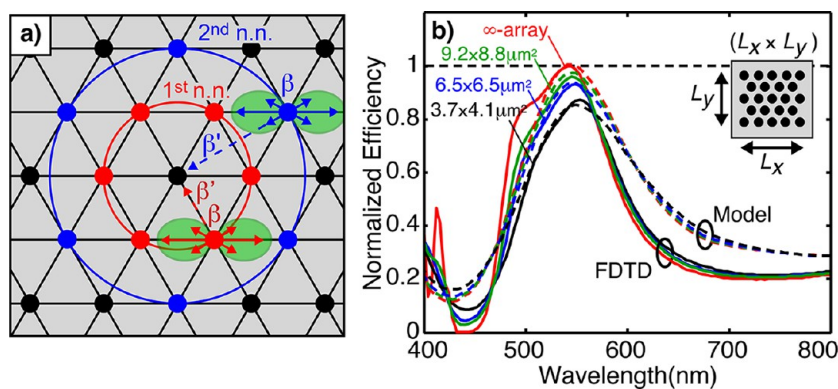 a)
2nd n.n.
β
1st n.n.
β'
β'
β
b)
∞-array
9.2x8.8μm²
6.5x6.5μm²
3.7x4.1μm²
(Lx x Ly)
Ly
Lx
Model
FDTD
Normalized Efficiency
1
0.8
0.6
0.4
0.2
0
400 500 600 700 800
Wavelength(nm)